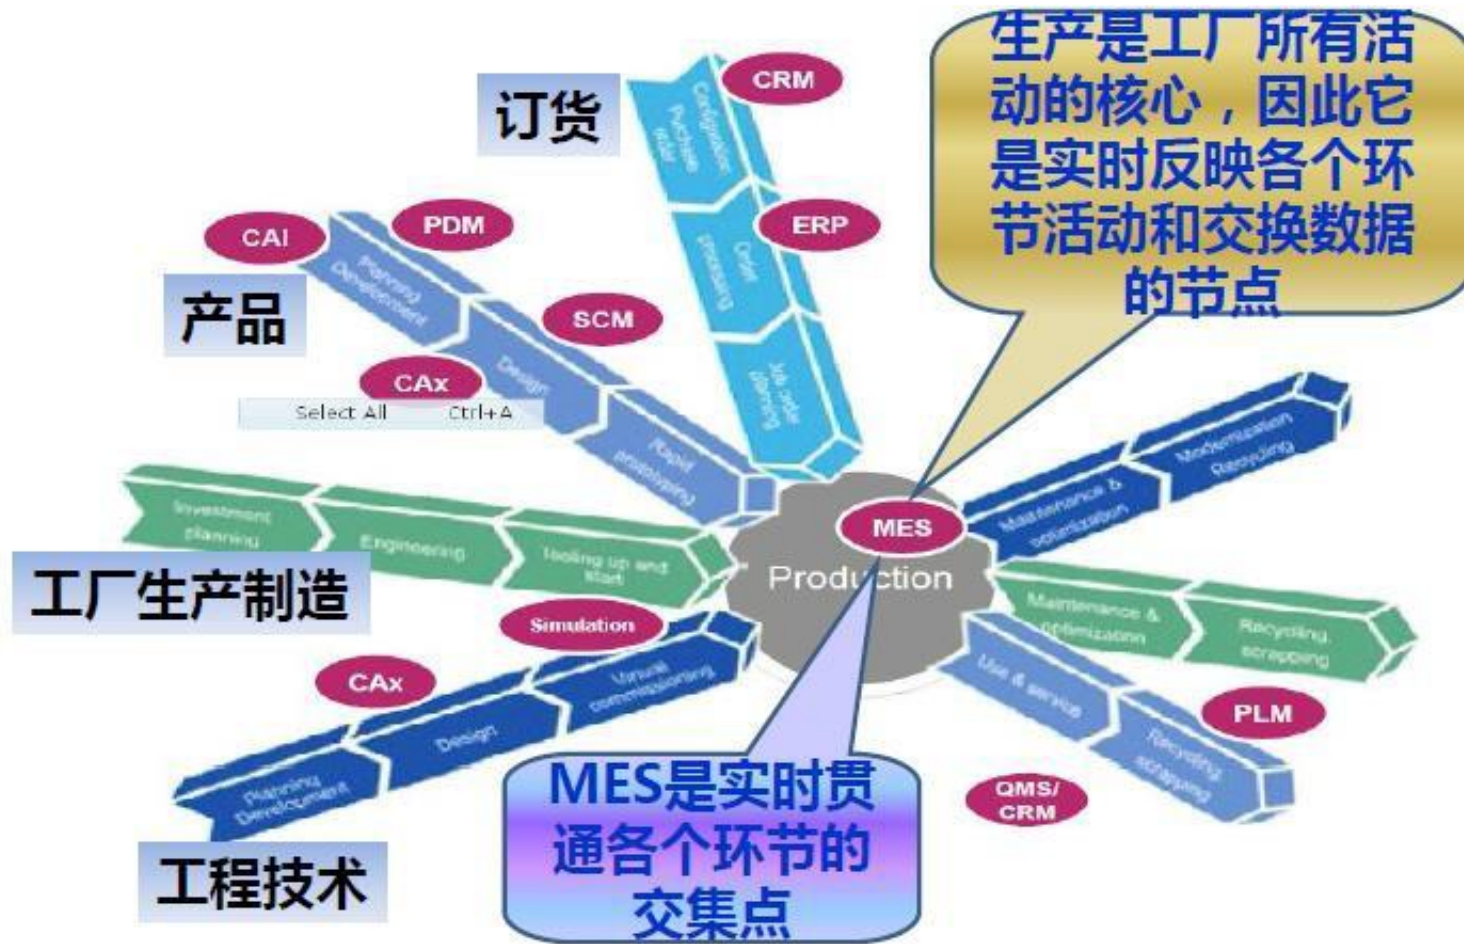 生产是工厂所有活
动的核心，因此它
是实时反映各个环
节活动和交换数据
的节点
订货
CRM
Configuration
Purchase
order
ERP
Order
processing
Job order
planning
CAI
PDM
产品
planning
Development
SCM
CAx
Design
Select All Ctrl+A
Rapid
prototyping
Investment
planning
Engineering
Tooling up and
start
工厂生产制造
MES
Production
Maintenance &
optimization
Modernization
Recycling
Maintenance &
optimization
Recycling,
scrapping
Simulation
CAx
planning
Development
Design
Virtual
commissioning
工程技术
Use & service
Recycling,
scrapping
PLM
QMS/
CRM
MES是实时贯
通各个环节的
交集点